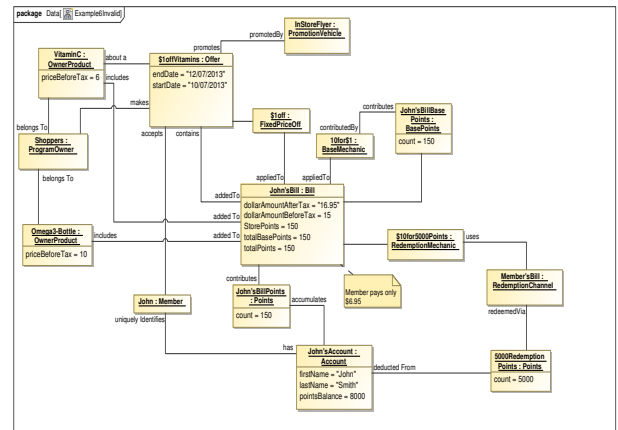 package Data[ Example6Invalid]
InStoreFlyer :
PromotionVehicle
promotedBy
promotes
VitaminC :
OwnerProduct
priceBeforeTax = 6
about a
includes
$1offVitamins : Offer
endDate = "12/07/2013"
startDate = "10/07/2013"
makes
accepts
contains
belongs To
$1off :
FixedPriceOff
contributes
John'sBillBase
Points :
BasePoints
count = 150
contributedBy
10for$1 :
BaseMechanic
Shoppers :
ProgramOwner
belongs To
appliedTo
appliedTo
addedTo
added To
added To
John'sBill : Bill
dollarAmountAfterTax = "16.95"
dollarAmountBeforeTax = 15
StorePoints = 150
totalBasePoints = 150
totalPoints = 150
Omega3-Bottle :
OwnerProduct
priceBeforeTax = 10
includes
$10for5000Points :
RedemptionMechanic
uses
Member'sBill :
RedemptionChannel
redeemedVia
Member pays only
$6.95
contributes
John'sBillPoints
: Points
count = 150
accumulates
John : Member
uniquely Identifies
has
John'sAccount :
Account
firstName = "John"
lastName = "Smith"
pointsBalance = 8000
deducted From
5000Redemption
Points : Points
count = 5000